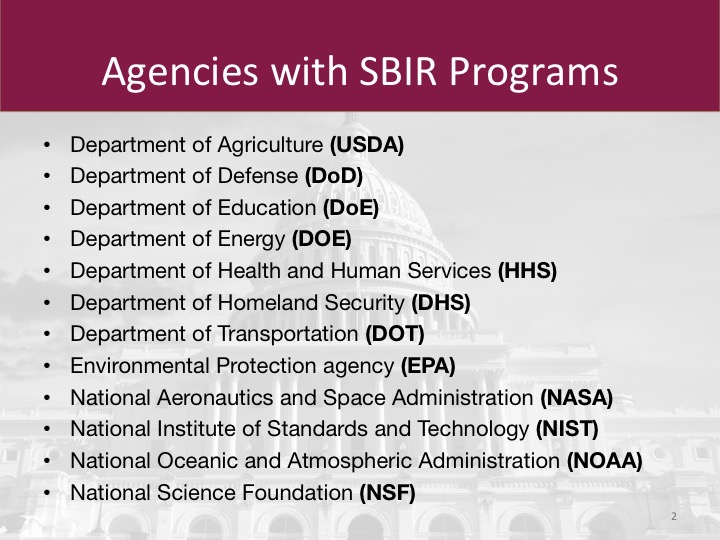 Agencies with SBIR Programs
• Department of Agriculture (USDA)
• Department of Defense (DoD)
• Department of Education (DoE)
• Department of Energy (DOE)
• Department of Health and Human Services (HHS)
• Department of Homeland Security (DHS)
• Department of Transportation (DOT)
• Environmental Protection agency (EPA)
• National Aeronautics and Space Administration (NASA)
• National Institute of Standards and Technology (NIST)
• National Oceanic and Atmospheric Administration (NOAA)
• National Science Foundation (NSF)
2